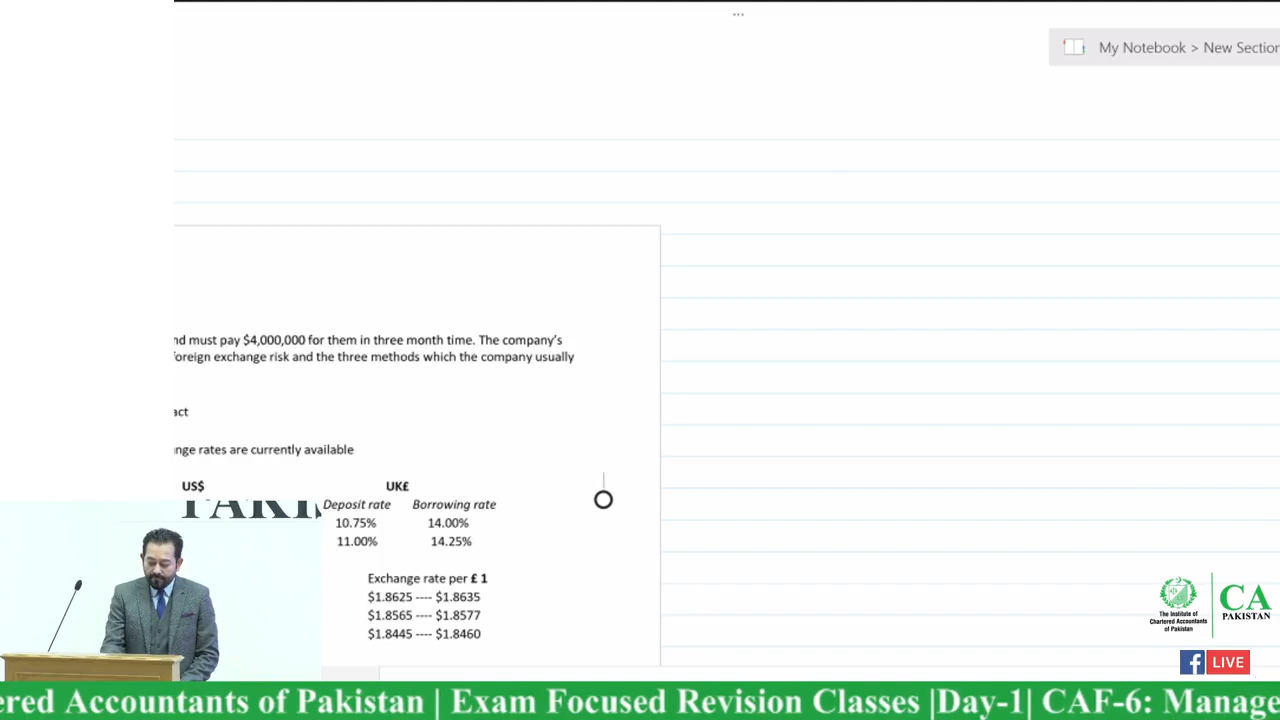 ...
My Notebook > New Section
nd must pay $4,000,000 for them in three month time. The company's
foreign exchange risk and the three methods which the company usually
act
nge rates are currently available
US$ UK£
Deposit rate Borrowing rate
10.75% 14.00%
11.00% 14.25%
Exchange rate per £ 1
$1.8625 ---- $1.8635
$1.8565 ---- $1.8577
$1.8445 ---- $1.8460
The Institute of
Chartered Accountants
of Pakistan
CA
PAKISTAN
f LIVE
ered Accountants of Pakistan | Exam Focused Revision Classes |Day-1| CAF-6: Manage